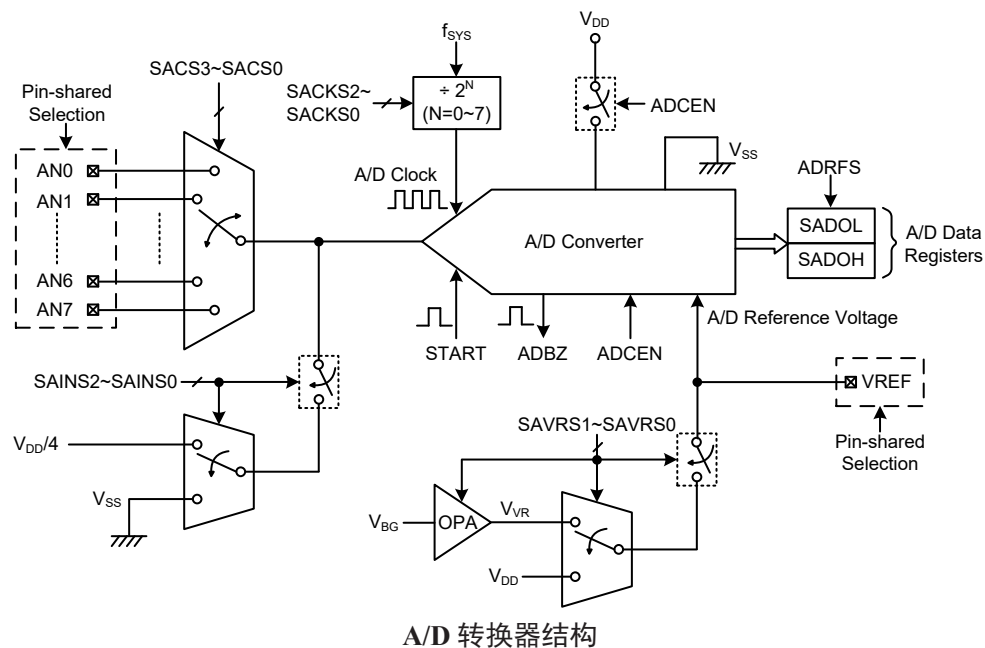 V_DD
f_SYS
SACS3~SACS0
Pin-shared
Selection
SACKS2~
SACKS0
÷ 2^N
(N=0~7)
ADCEN
AN0
AN1
AN6
AN7
A/D Clock
V_SS
ADRFS
A/D Converter
SADOL
SADOH
A/D Data
Registers
START
ADBZ
ADCEN
A/D Reference Voltage
SAINS2~SAINS0
VREF
Pin-shared
Selection
V_DD/4
V_SS
SAVRS1~SAVRS0
V_BG
OPA
V_VR
V_DD
A/D 转换器结构